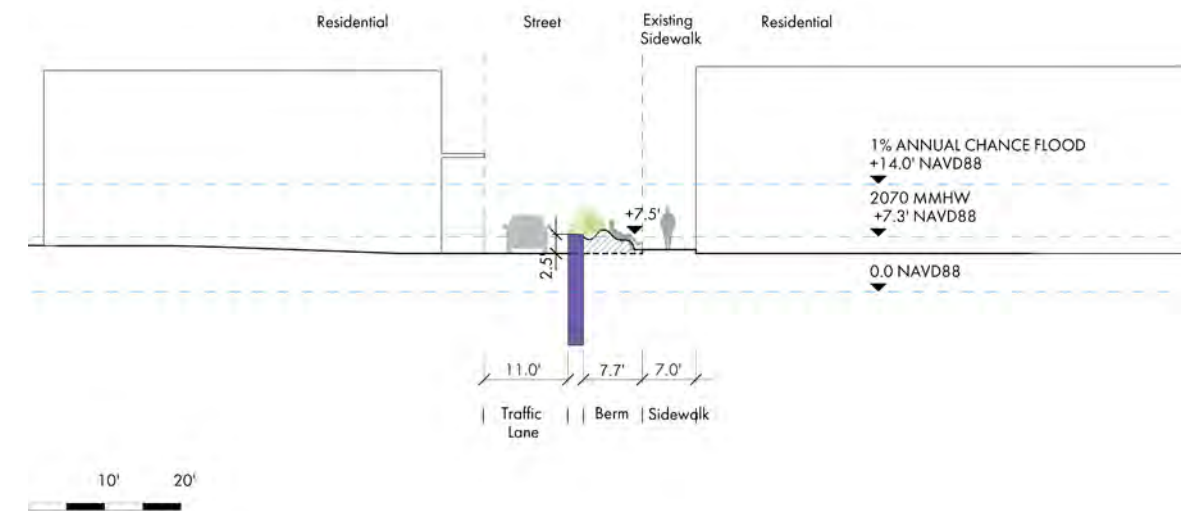 Residential
Street
Existing
Sidewalk
Residential
1% ANNUAL CHANCE FLOOD
+14.0' NAVD88
2070 MMHW
+7.3' NAVD88
+7.5'
2.5'
0.0 NAVD88
11.0'
7.7'
7.0'
Traffic
Lane
Berm
Sidewalk
10'
20'